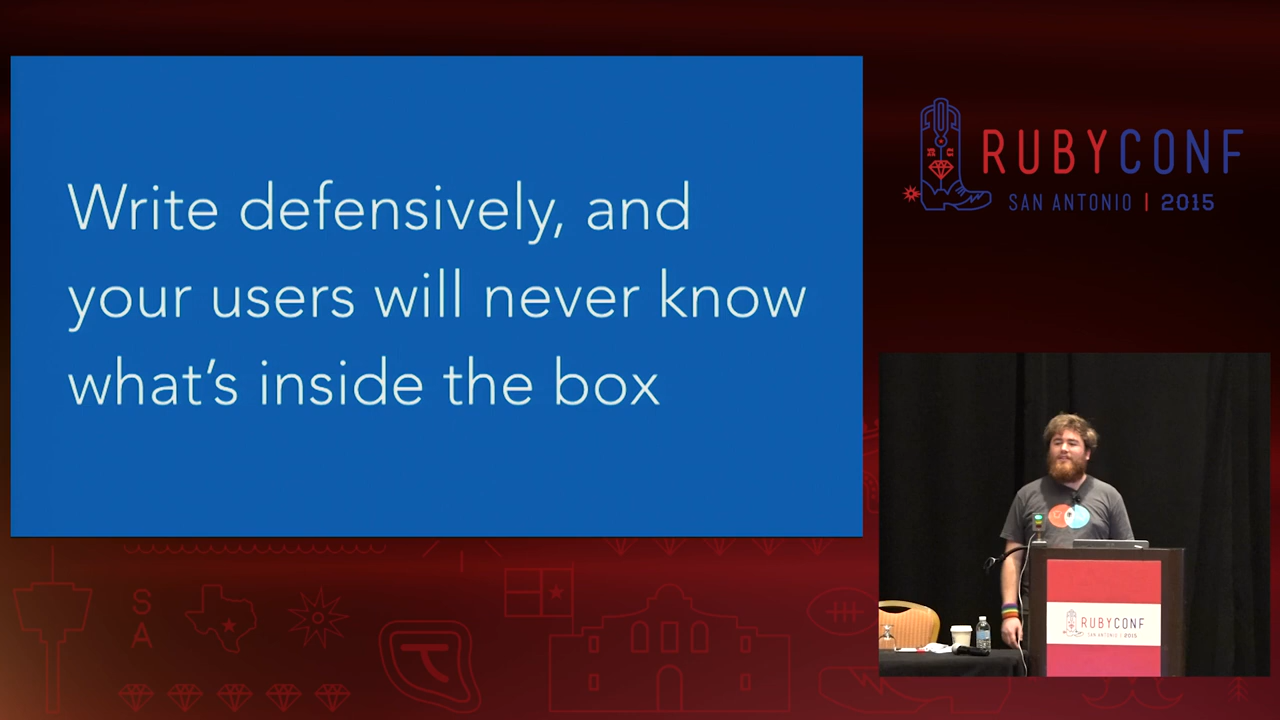 Write defensively, and
your users will never know
what's inside the box
RUBYCONF
SAN ANTONIO | 2015
S
A
RUBYCONF
SAN ANTONIO | 2015